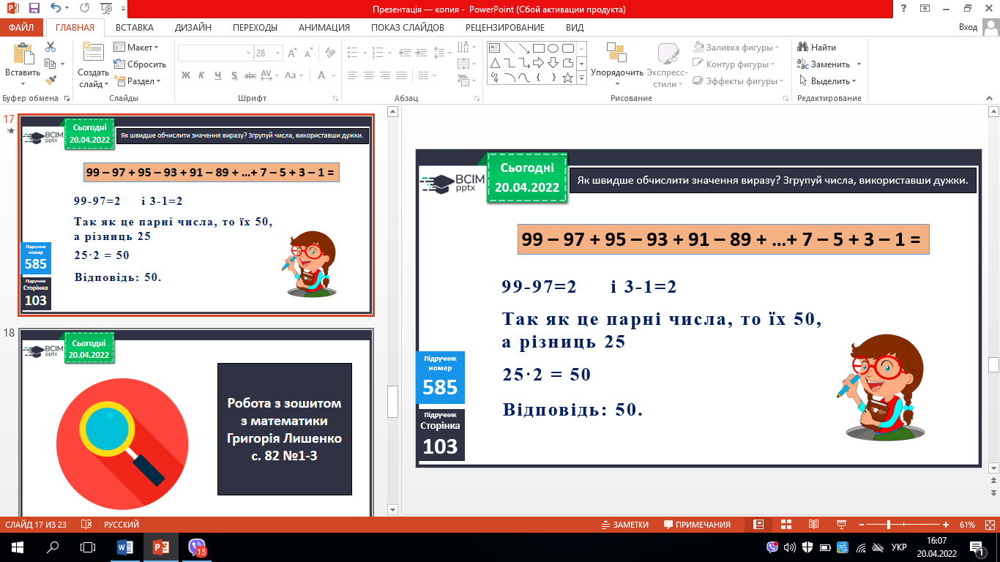 Презентація — копия - PowerPoint (Сбой активации продукта)
ФАЙЛ ГЛАВНАЯ ВСТАВКА ДИЗАЙН ПЕРЕХОДЫ АНИМАЦИЯ ПОКАЗ СЛАЙДОВ РЕЦЕНЗИРОВАНИЕ ВИД Вход
Вставить
Буфер обмена
Создать слайд
Макет
Сбросить
Раздел
Слайды
28
Ж К Ч S abc AV Aa А
Шрифт
Абзац
Рисование
Упорядочить
Экспресс-стили
Заливка фигуры
Контур фигуры
Эффекты фигуры
Найти
Заменить
Выделить
Редактирование
17
BCIM pptx
Сьогодні
20.04.2022
Як швидше обчислити значення виразу? Згрупуй числа, використавши дужки.
99 – 97 + 95 – 93 + 91 – 89 + ...+ 7 – 5 + 3 – 1 =
99-97=2 і 3-1=2
Так як це парні числа, то їх 50,
а різниць 25
25·2 = 50
Відповідь: 50.
Підручник
номер
585
Підручник
Сторінка
103
18
BCIM pptx
Сьогодні
20.04.2022
Робота з зошитом
з математики
Григорія Лишенко
с. 82 №1-3
BCIM
pptx
Сьогодні
20.04.2022
Як швидше обчислити значення виразу? Згрупуй числа, використавши дужки.
99 – 97 + 95 – 93 + 91 – 89 + ...+ 7 – 5 + 3 – 1 =
99-97=2 і 3-1=2
Так як це парні числа, то їх 50,
а різниць 25
25·2 = 50
Відповідь: 50.
Підручник
номер
585
Підручник
Сторінка
103
СЛАЙД 17 ИЗ 23 РУССКИЙ ЗАМЕТКИ ПРИМЕЧАНИЯ 61%
13
УКР
16:07
20.04.2022
1